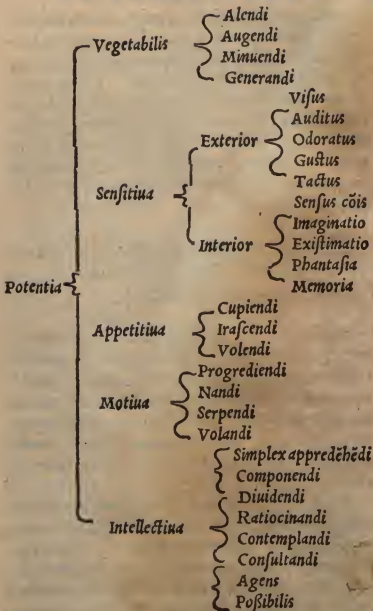 Alendi
Vegetabilis Augendi
Minuendi
Generandi
Viſus
Auditus
Exterior Odoratus
Guſtus
Tactus
Senſitiua Senſus cõis
Imaginatio
Interior Exiſtimatio
Phantaſia
Memoria
Potentia
Cupiendi
Appetitiua Iraſcendi
Volendi
Progrediendi
Motiua Nandi
Serpendi
Volandi
Simplex appredẽhẽdi
Componendi
Diuidendi
Intellectiua Ratiocinandi
Contemplandi
Conſultandi
Agens
Poßibilis